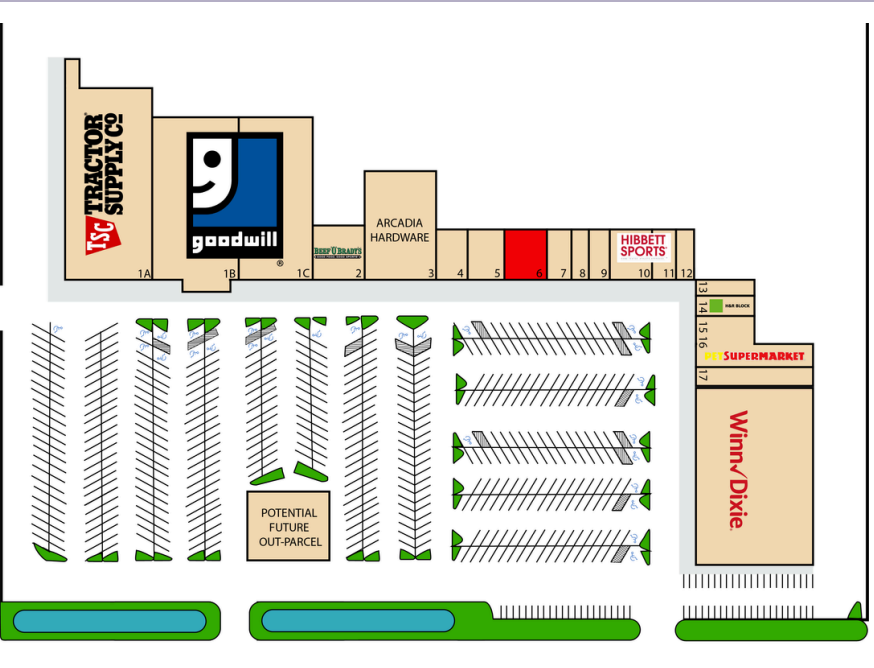 TSC TRACTOR
SUPPLY CO
goodwill
®
1A
1B
1C
BEEF 'O' BRADY'S
2
ARCADIA
HARDWARE
3
4
5
6
7
8
9
HIBBETT
SPORTS
10
11
12
13
14
H&R BLOCK
15 16
PET SUPERMARKET
17
Winn✓Dixie
POTENTIAL
FUTURE
OUT-PARCEL